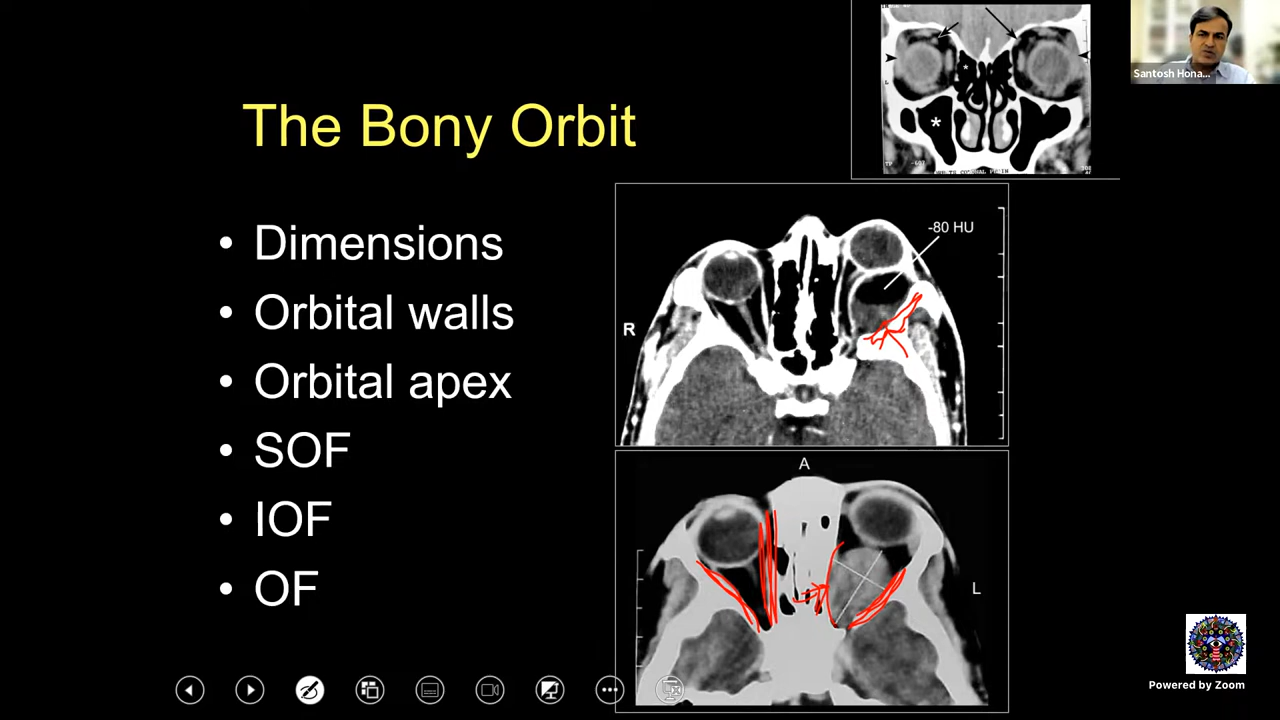 The Bony Orbit
• Dimensions
• Orbital walls
• Orbital apex
• SOF
• IOF
• OF
*
*
-80 HU
R
A
L
Santosh Hona...
Powered by Zoom